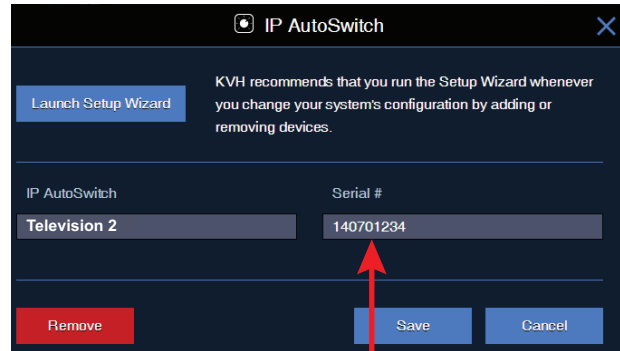 IP AutoSwitch
Launch Setup Wizard
KVH recommends that you run the Setup Wizard whenever
you change your system's configuration by adding or
removing devices.
IP AutoSwitch
Serial #
Television 2
140701234
Remove
Save
Cancel